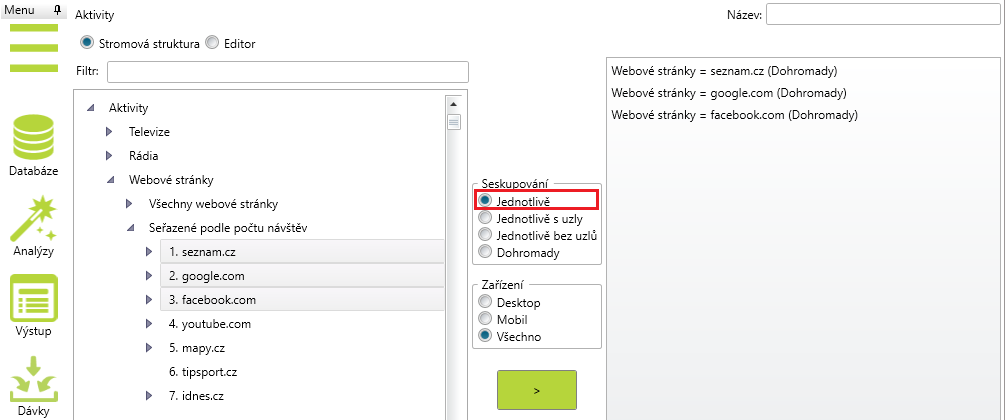 Menu
Databáze
Analýzy
Výstup
Dávky
Aktivity
Název:
Stromová struktura
Editor
Filtr:
Aktivity
Televize
Rádia
Webové stránky
Všechny webové stránky
Seřazené podle počtu návštěv
1. seznam.cz
2. google.com
3. facebook.com
4. youtube.com
5. mapy.cz
6. tipsport.cz
7. idnes.cz
Seskupování
Jednotlivě
Jednotlivě s uzly
Jednotlivě bez uzlů
Dohromady
Zařízení
Desktop
Mobil
Všechno
>
Webové stránky = seznam.cz (Dohromady)
Webové stránky = google.com (Dohromady)
Webové stránky = facebook.com (Dohromady)